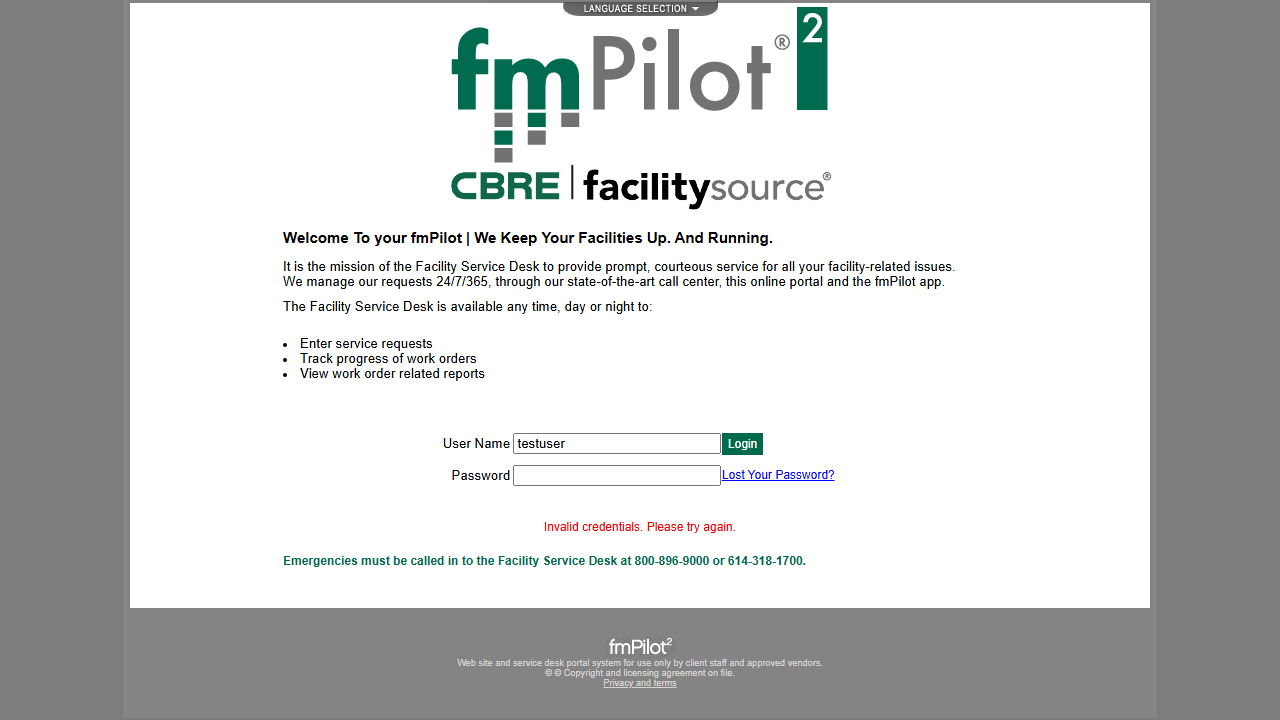 LANGUAGE SELECTION
fmPilot® 2
CBRE | facilitysource®
Welcome To your fmPilot | We Keep Your Facilities Up. And Running.
It is the mission of the Facility Service Desk to provide prompt, courteous service for all your facility-related issues.
We manage our requests 24/7/365, through our state-of-the-art call center, this online portal and the fmPilot app.
The Facility Service Desk is available any time, day or night to:
• Enter service requests
• Track progress of work orders
• View work order related reports
User Name testuser Login
Password Lost Your Password?
Invalid credentials. Please try again.
Emergencies must be called in to the Facility Service Desk at 800-896-9000 or 614-318-1700.
fmPilot2
Web site and service desk portal system for use only by client staff and approved vendors.
© © Copyright and licensing agreement on file.
Privacy and terms